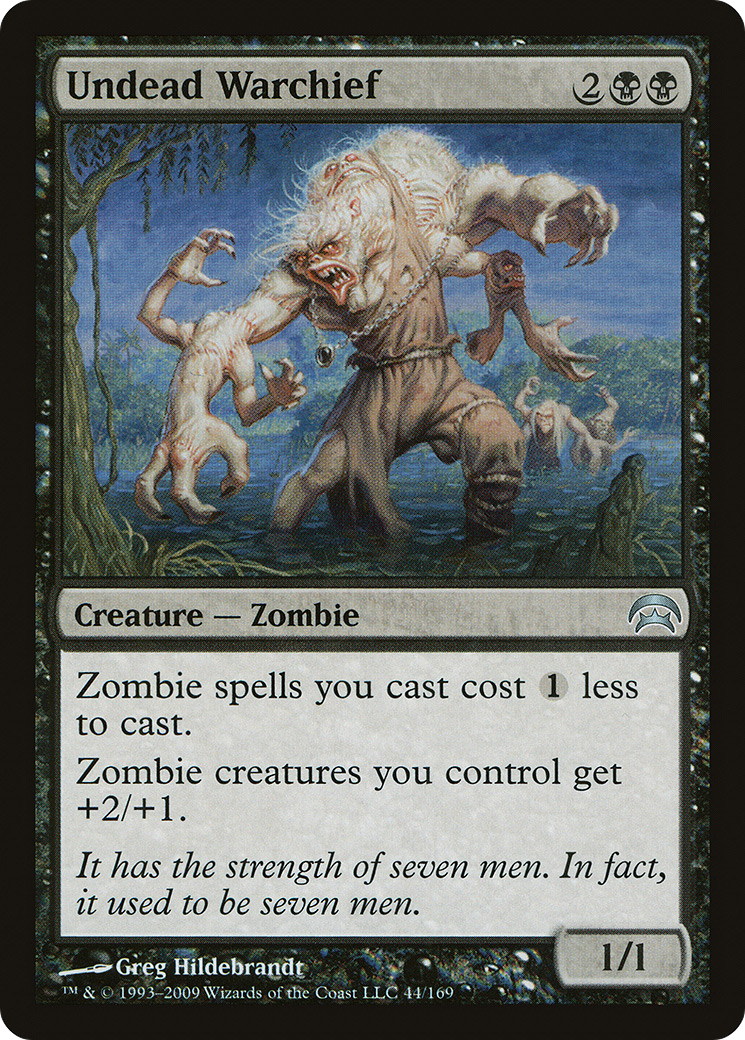 Undead Warchief 2
Creature — Zombie
Zombie spells you cast cost 1 less
to cast.
Zombie creatures you control get
+2/+1.
It has the strength of seven men. In fact,
it used to be seven men.
1/1
Greg Hildebrandt
™ & © 1993–2009 Wizards of the Coast LLC 44/169